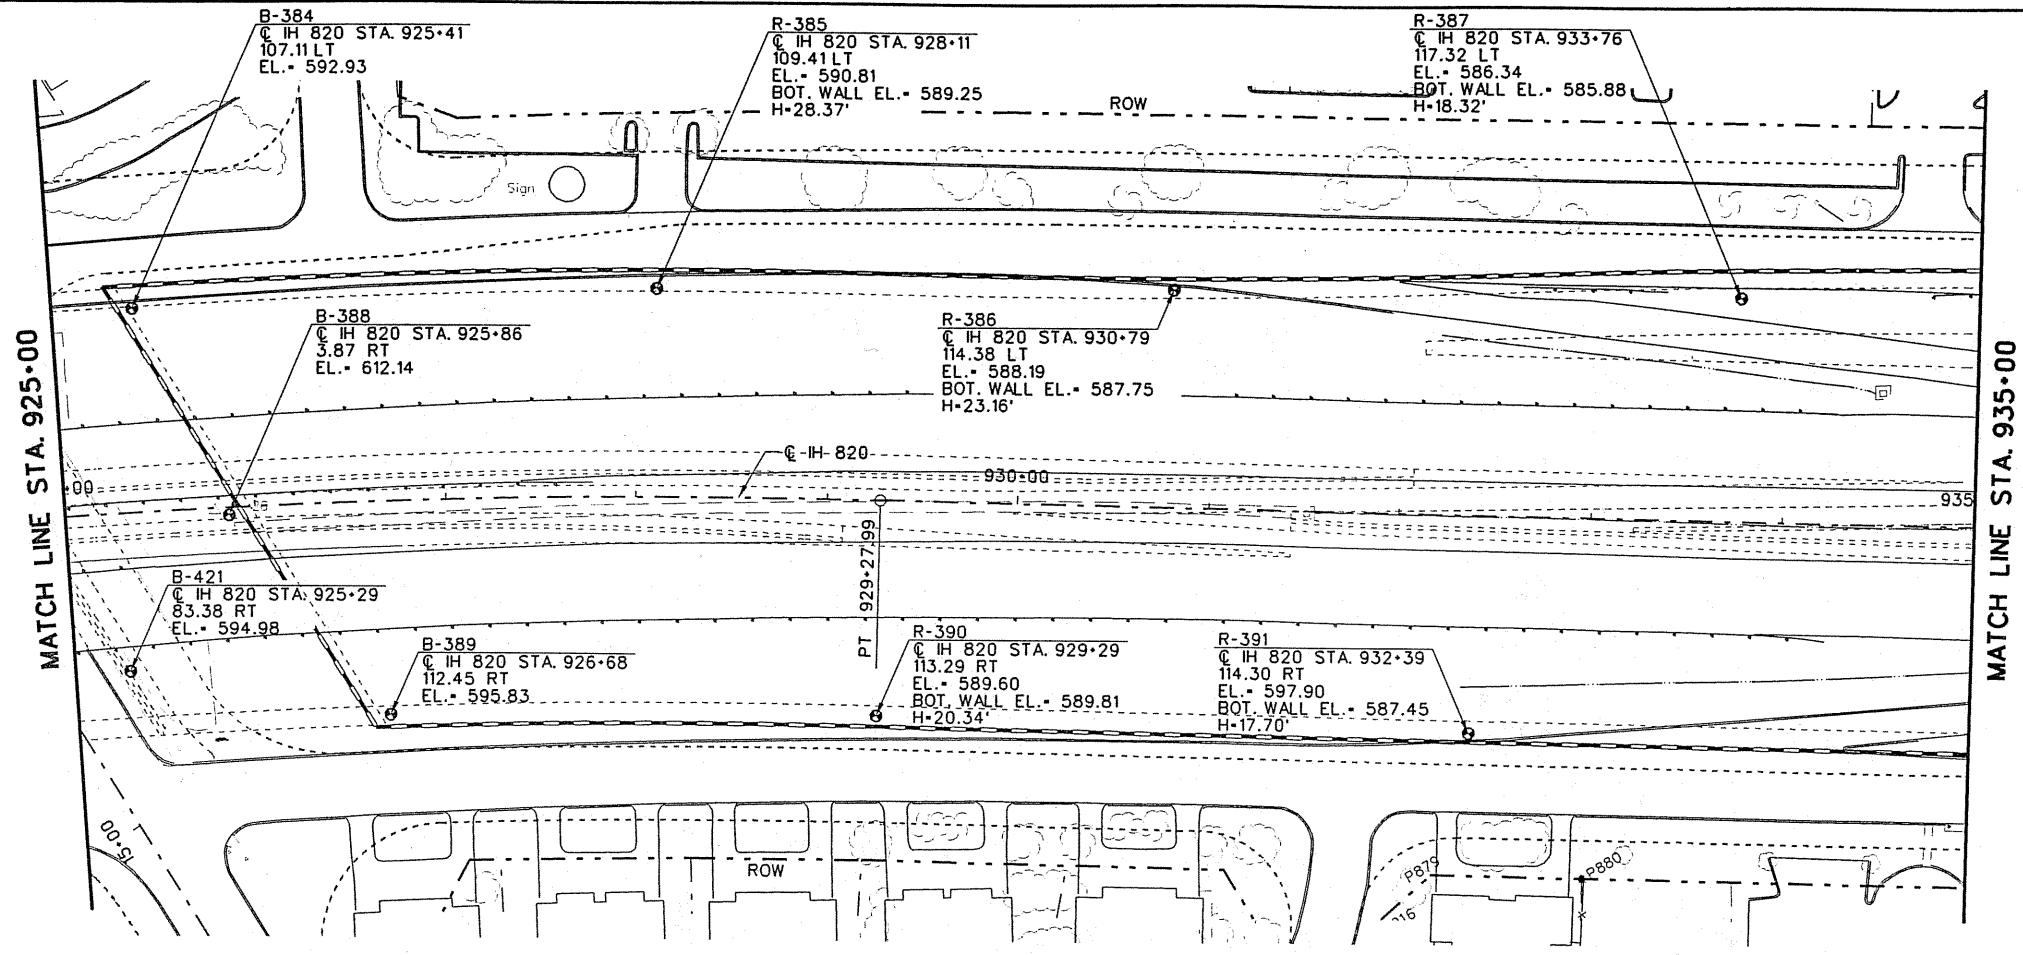 B-384
℄ IH 820 STA. 925+41
107.11 LT
EL.= 592.93
R-385
℄ IH 820 STA. 928+11
109.41 LT
EL.= 590.81
BOT. WALL EL.= 589.25
H=28.37'
R-387
℄ IH 820 STA. 933+76
117.32 LT
EL.= 586.34
BOT. WALL EL.= 585.88
H=18.32'
ROW
Sign
B-388
℄ IH 820 STA. 925+86
3.87 RT
EL.= 612.14
R-386
℄ IH 820 STA. 930+79
114.38 LT
EL.= 588.19
BOT. WALL EL.= 587.75
H=23.16'
MATCH LINE STA. 925+00
MATCH LINE STA. 935+00
℄ IH 820
+00
930+00
935
PT 929+27.99
B-421
℄ IH 820 STA. 925+29
83.38 RT
EL.= 594.98
B-389
℄ IH 820 STA. 926+68
112.45 RT
EL.= 595.83
R-390
℄ IH 820 STA. 929+29
113.29 RT
EL.= 589.60
BOT. WALL EL.= 589.81
H=20.34'
R-391
℄ IH 820 STA. 932+39
114.30 RT
EL.= 597.90
BOT. WALL EL.= 587.45
H=17.70'
15+00
ROW
P879
P880